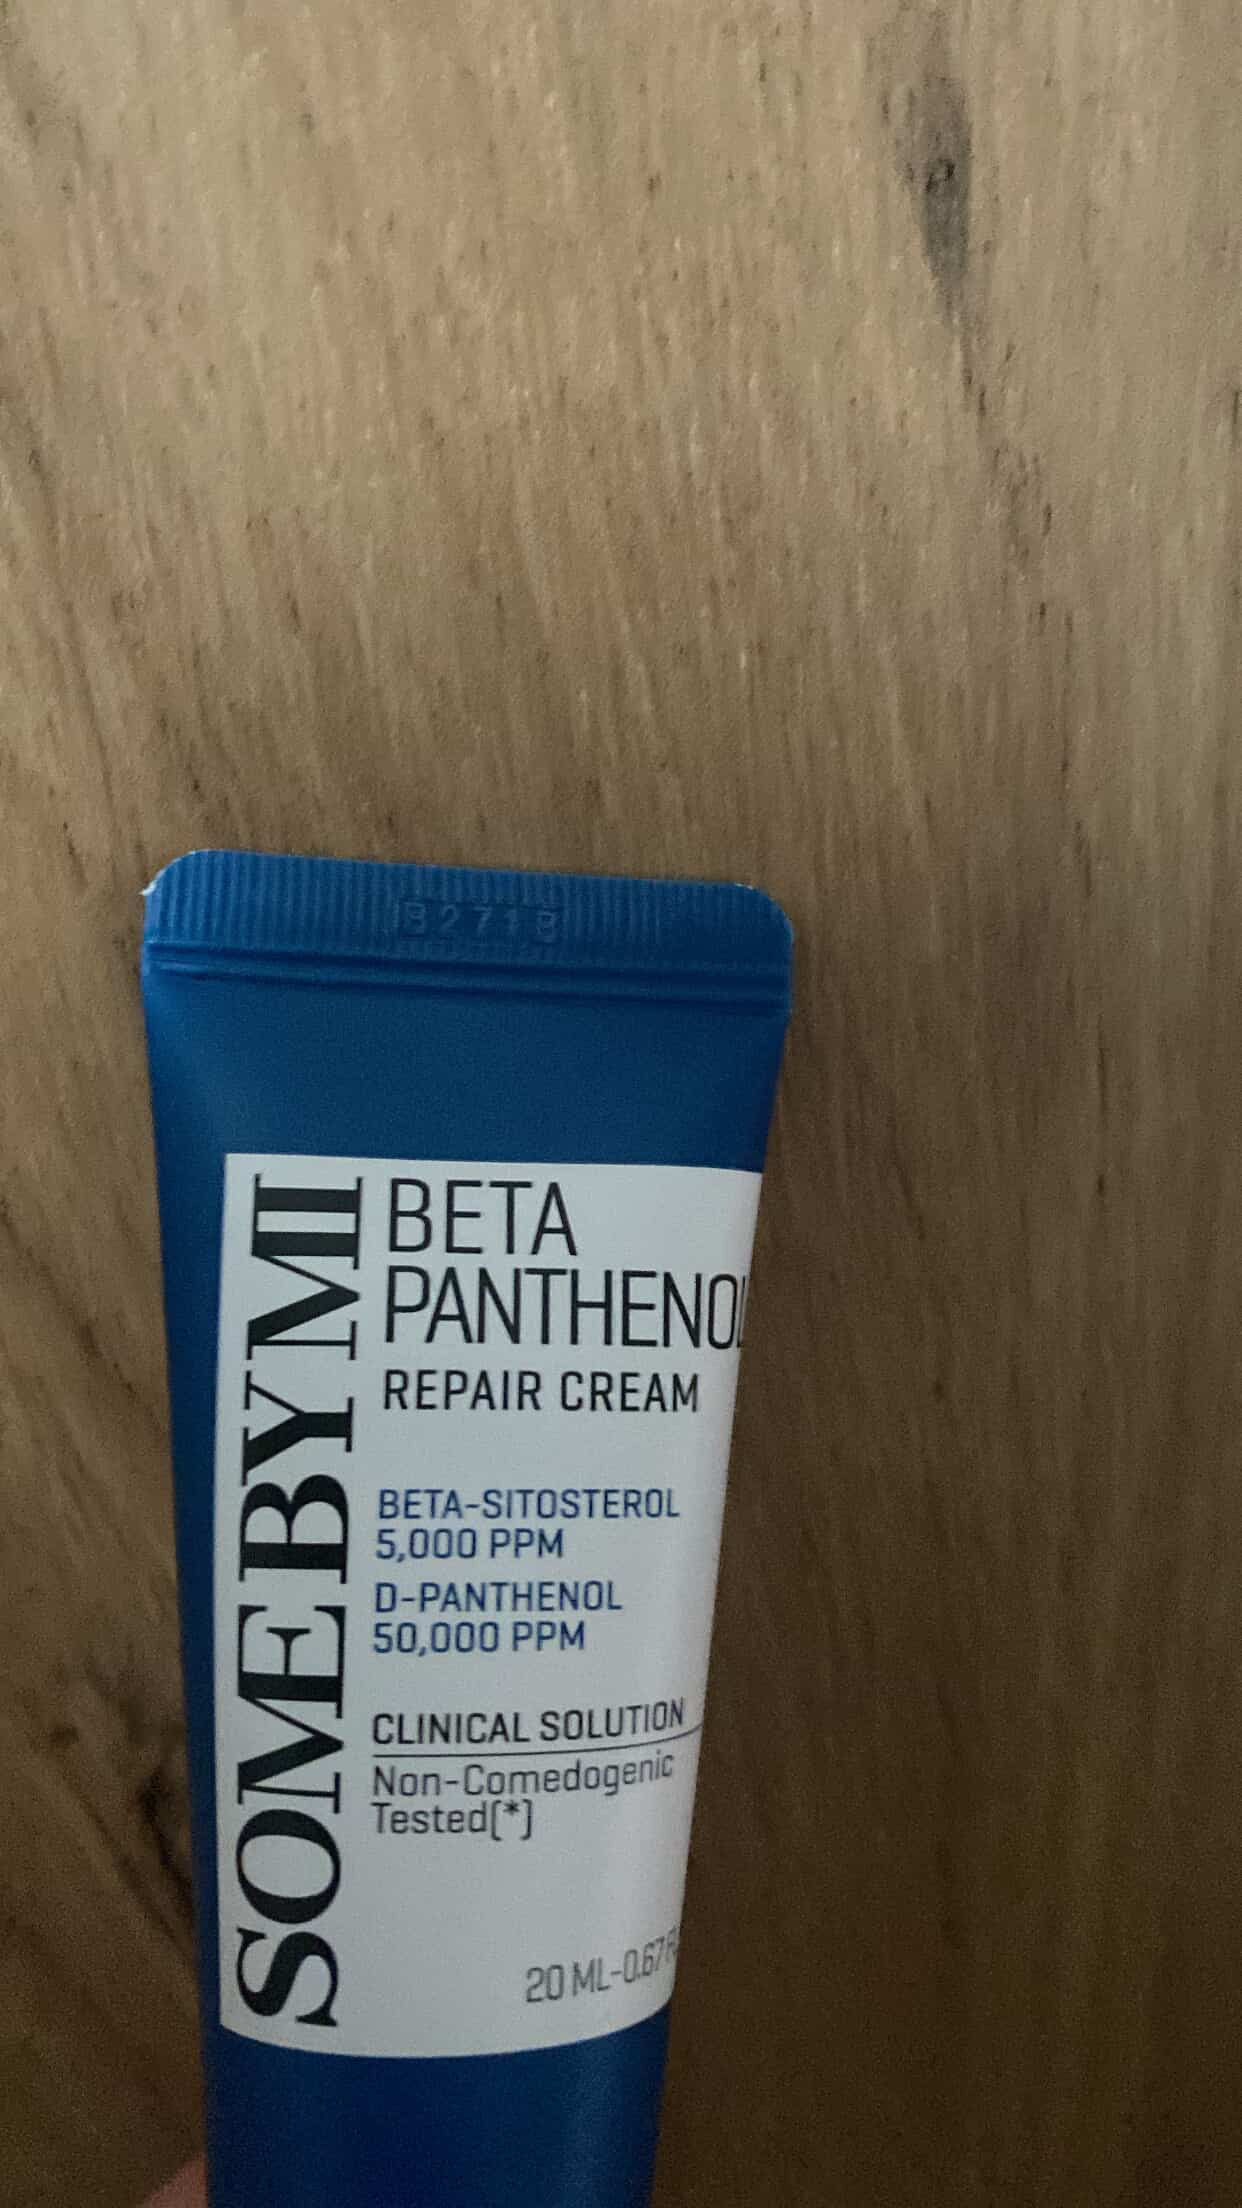 SOMEBYMI
BETA
PANTHENOL
REPAIR CREAM
BETA-SITOSTEROL
5,000 PPM
D-PANTHENOL
50,000 PPM
CLINICAL SOLUTION
Non-Comedogenic
Tested(*)
20 ML-0.67